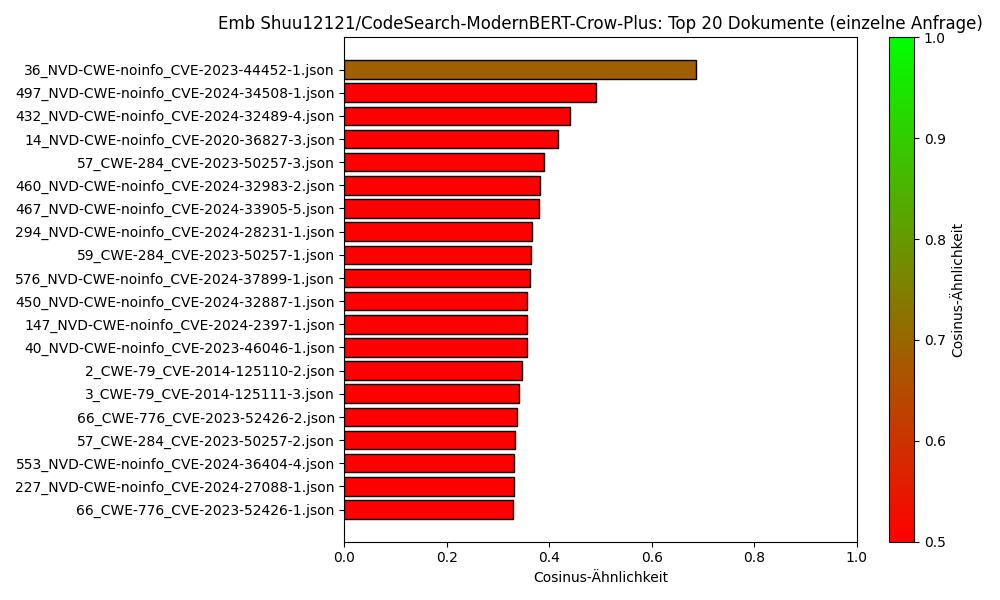 Emb Shuu12121/CodeSearch-ModernBERT-Crow-Plus: Top 20 Dokumente (einzelne Anfrage)
36_NVD-CWE-noinfo_CVE-2023-44452-1.json
497_NVD-CWE-noinfo_CVE-2024-34508-1.json
432_NVD-CWE-noinfo_CVE-2024-32489-4.json
14_NVD-CWE-noinfo_CVE-2020-36827-3.json
57_CWE-284_CVE-2023-50257-3.json
460_NVD-CWE-noinfo_CVE-2024-32983-2.json
467_NVD-CWE-noinfo_CVE-2024-33905-5.json
294_NVD-CWE-noinfo_CVE-2024-28231-1.json
59_CWE-284_CVE-2023-50257-1.json
576_NVD-CWE-noinfo_CVE-2024-37899-1.json
450_NVD-CWE-noinfo_CVE-2024-32887-1.json
147_NVD-CWE-noinfo_CVE-2024-2397-1.json
40_NVD-CWE-noinfo_CVE-2023-46046-1.json
2_CWE-79_CVE-2014-125110-2.json
3_CWE-79_CVE-2014-125111-3.json
66_CWE-776_CVE-2023-52426-2.json
57_CWE-284_CVE-2023-50257-2.json
553_NVD-CWE-noinfo_CVE-2024-36404-4.json
227_NVD-CWE-noinfo_CVE-2024-27088-1.json
66_CWE-776_CVE-2023-52426-1.json
0.0 0.2 0.4 0.6 0.8 1.0
Cosinus-Ähnlichkeit
1.0
0.9
0.8
0.7
0.6
0.5
Cosinus-Ähnlichkeit